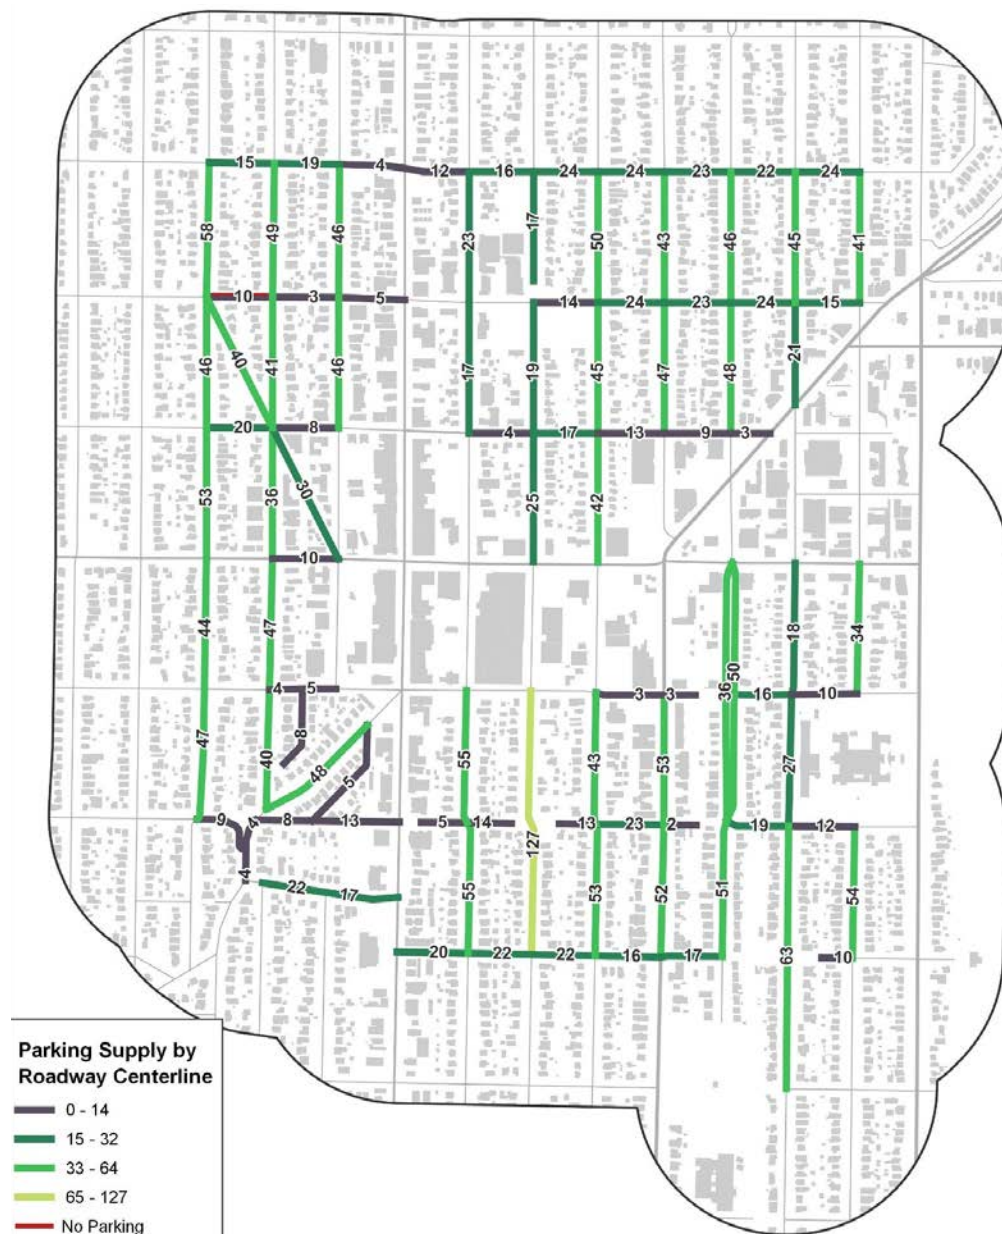 15 19 4 12 16 24 24 23 22 24
58 49 46 23 17 50 43 46 45 41
10 3 5 14 24 23 24 15
46 40 41 46 17 19 45 47 48 21
20 8 4 17 13 9 3
53 36 30 25 42
10
44 47 18 34
4 5 3 3 36 50 16 10
47 40 8 48 5 55 43 53 27
9 4 8 13 5 14 13 23 2 19 12
4 22 17 55 127 53 52 51 54
20 22 22 16 17 63 10
Parking Supply by
Roadway Centerline
0 - 14
15 - 32
33 - 64
65 - 127
No Parking